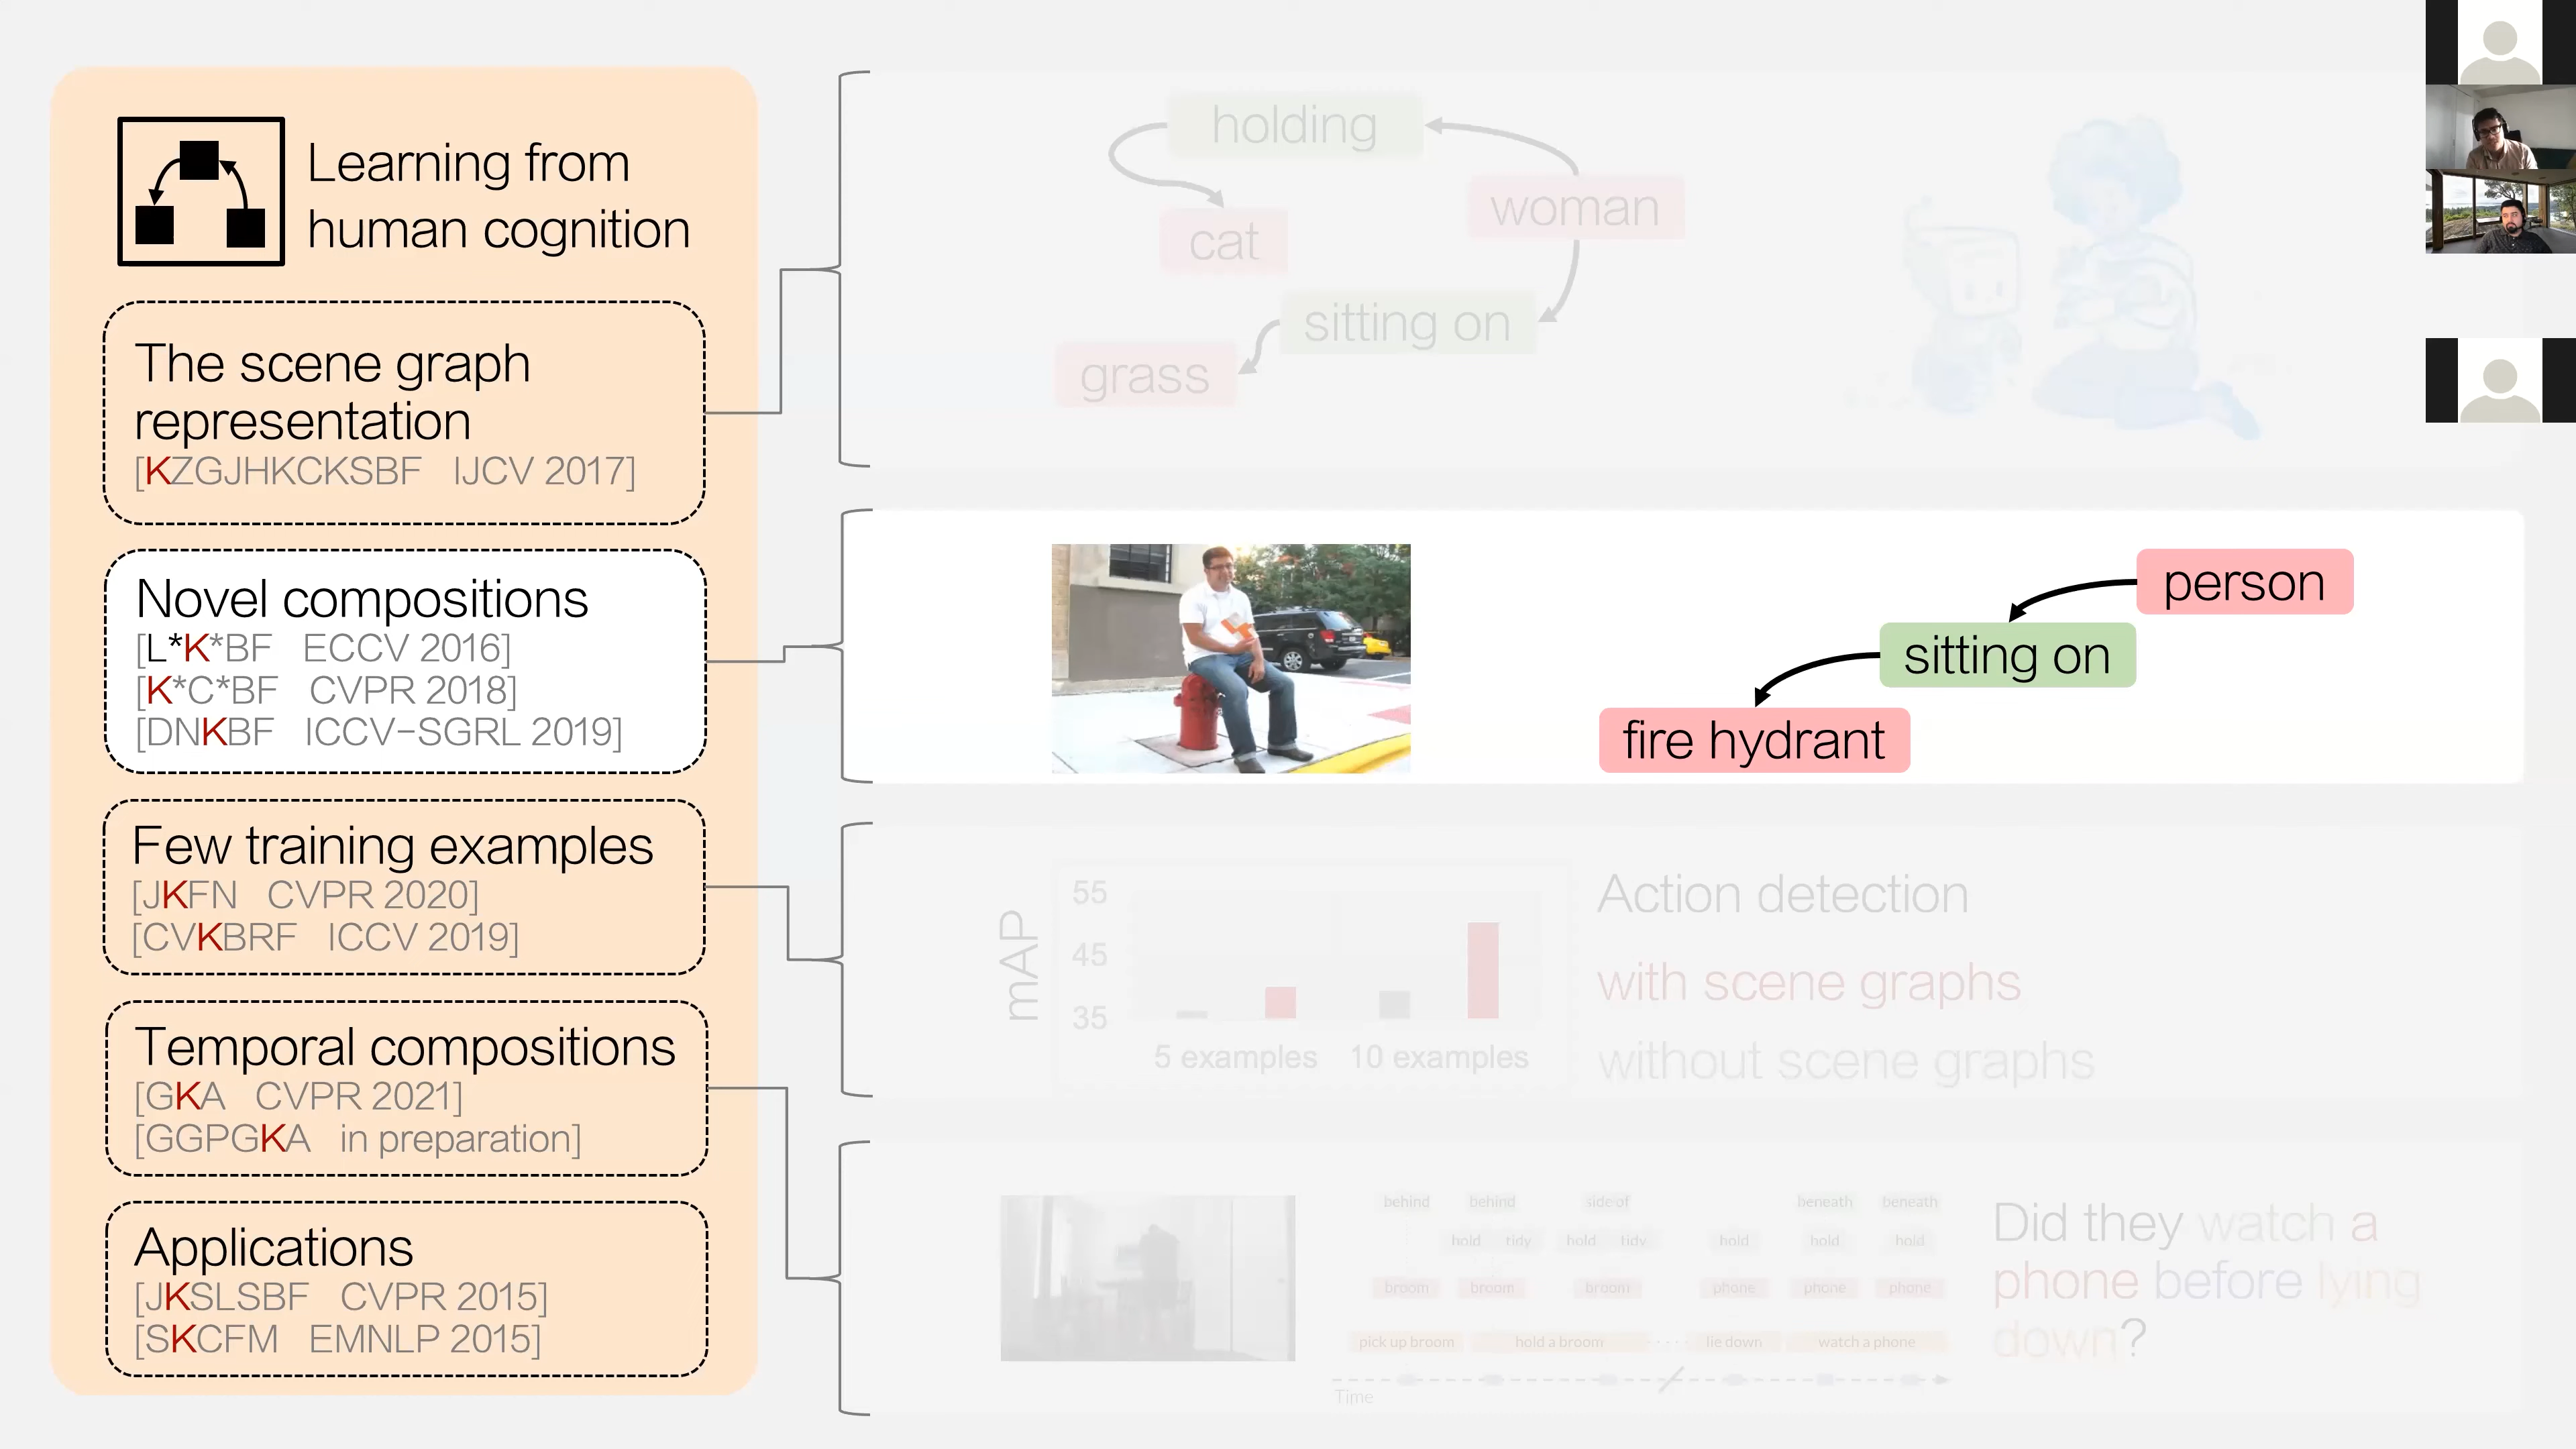 Learning from
human cognition
The scene graph
representation
[KZGJHKCKSBF IJCV 2017]
Novel compositions
[L*K*BF ECCV 2016]
[K*C*BF CVPR 2018]
[DNKBF ICCV-SGRL 2019]
Few training examples
[JKFN CVPR 2020]
[CVKBRF ICCV 2019]
Temporal compositions
[GKA CVPR 2021]
[GGPGKA in preparation]
Applications
[JKSLSBF CVPR 2015]
[SKCFM EMNLP 2015]
holding
woman
cat
sitting on
grass
person
sitting on
fire hydrant
mAP
55
45
35
5 examples 10 examples
Action detection
with scene graphs
without scene graphs
behind behind side of beneath beneath
hold tidy hold tidy hold hold hold
broom broom broom phone phone phone
pick up broom hold a broom lie down watch a phone
Time
Did they watch a
phone before lying
down?